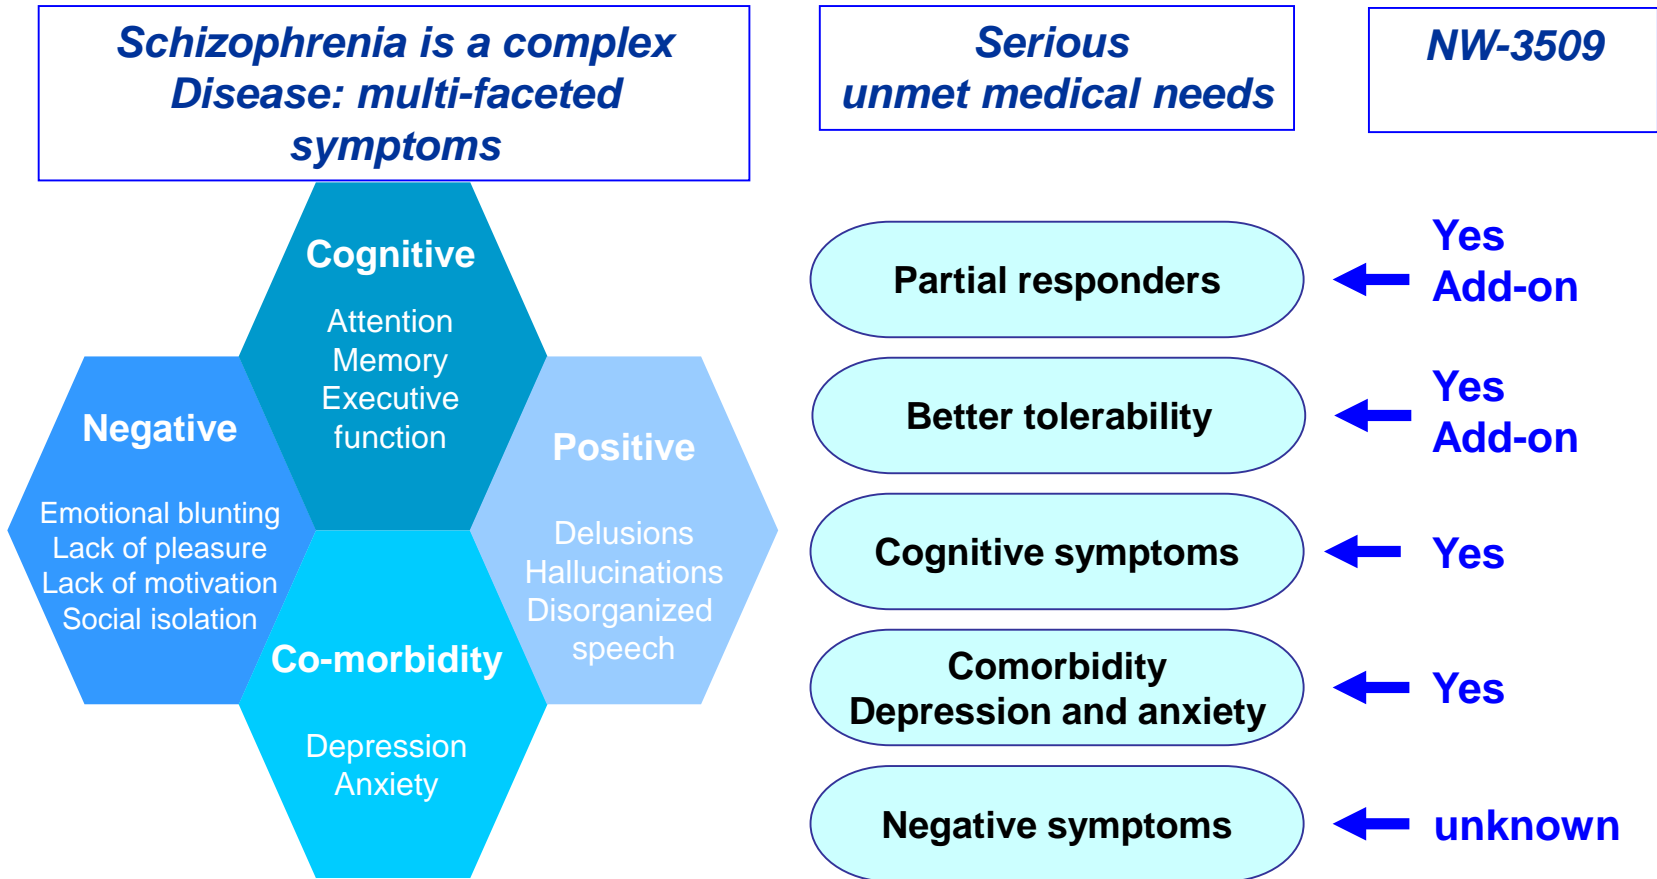 Schizophrenia is a complex
Disease: multi-faceted
symptoms
Serious
unmet medical needs
NW-3509
Cognitive
Attention
Memory
Executive
function
Negative
Emotional blunting
Lack of pleasure
Lack of motivation
Social isolation
Positive
Delusions
Hallucinations
Disorganized
speech
Co-morbidity
Depression
Anxiety
Partial responders
Yes
Add-on
Better tolerability
Yes
Add-on
Cognitive symptoms
Yes
Comorbidity
Depression and anxiety
Yes
Negative symptoms
unknown